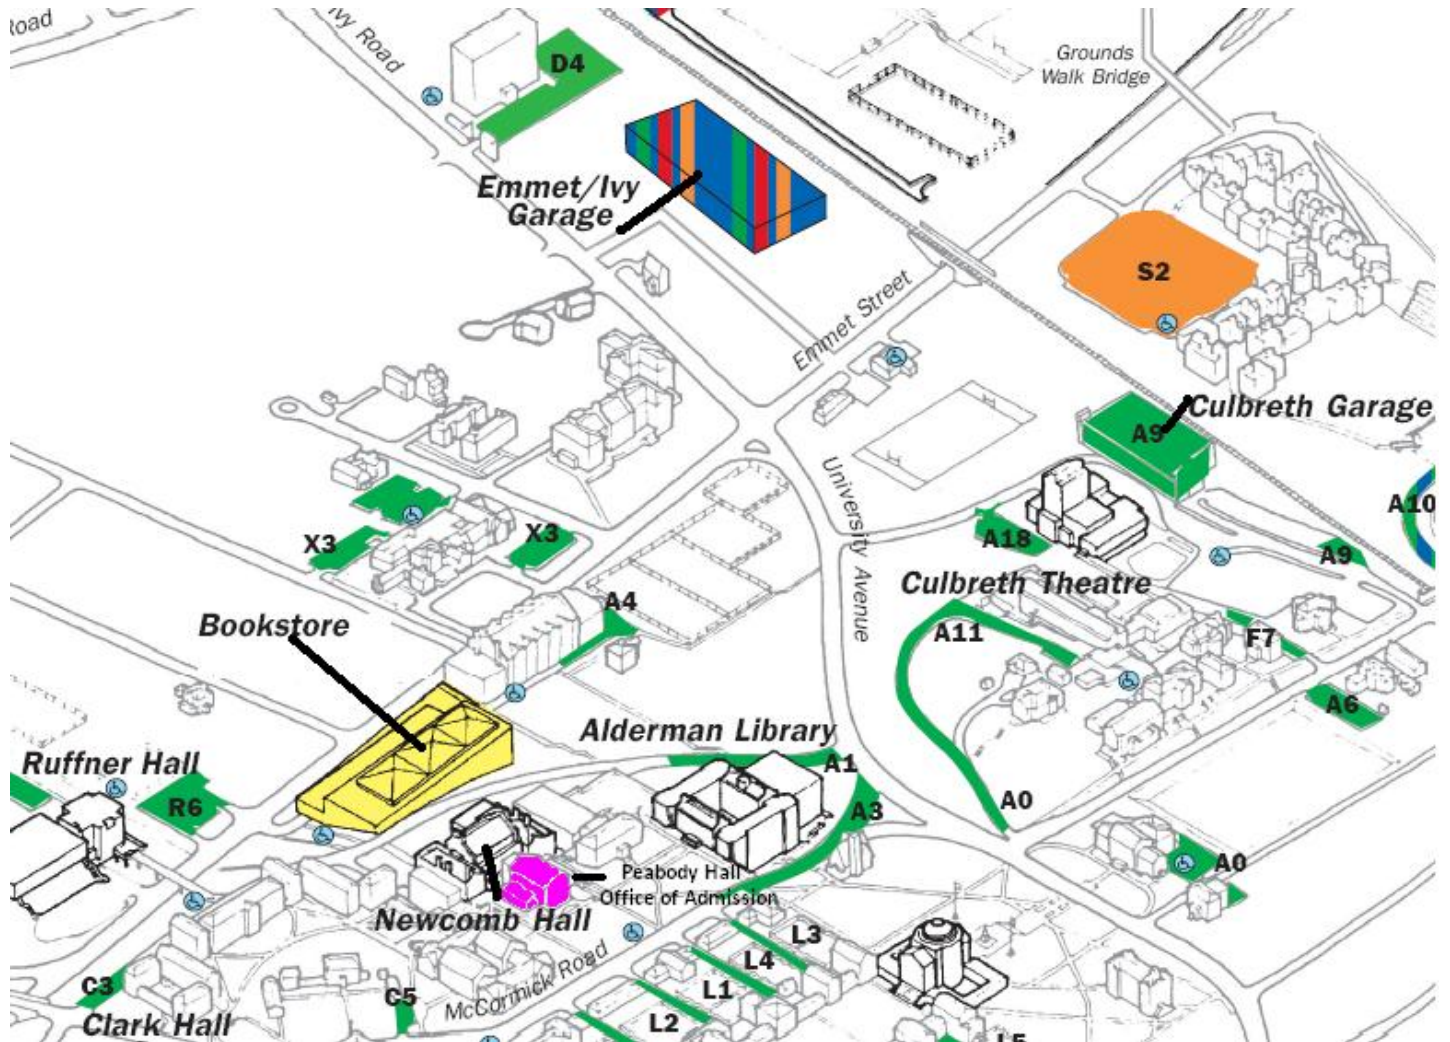 Road
Ivy Road
D4
Grounds
Walk Bridge
Emmet/Ivy
Garage
S2
Emmet Street
Culbreth Garage
A9
University Avenue
A10
X3
X3
A18
A9
Culbreth Theatre
A4
A11
F7
Bookstore
A6
Alderman Library
A1
Ruffner Hall
R6
A3
A0
A0
Peabody Hall
Office of Admission
Newcomb Hall
L3
L4
McCormick Road
C3
C5
L1
Clark Hall
L2
L5